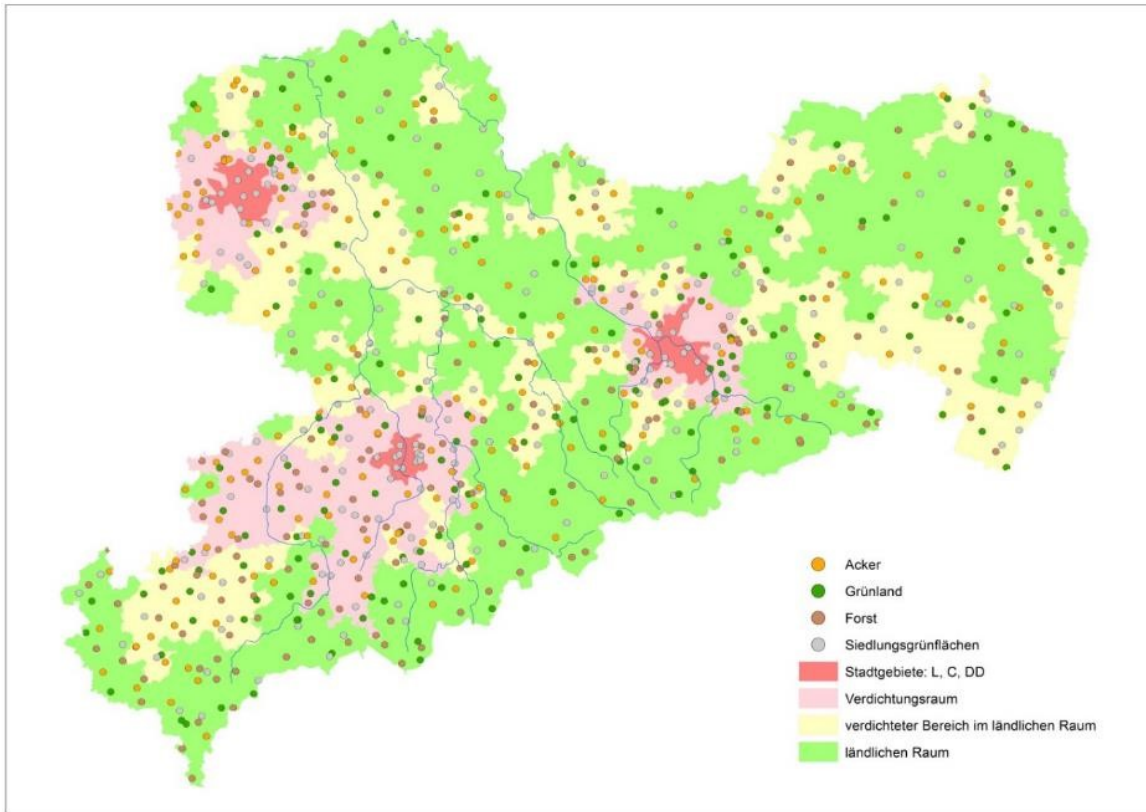 Acker
Grünland
Forst
Siedlungsgrünflächen
Stadtgebiete: L, C, DD
Verdichtungsraum
verdichteter Bereich im ländlichen Raum
ländlichen Raum